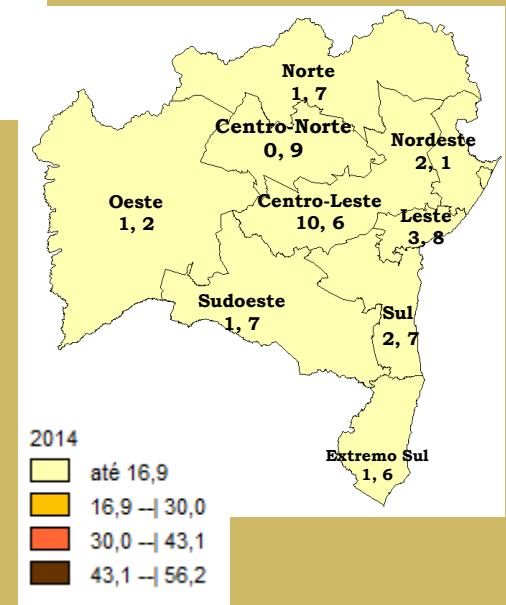 Norte
1, 7
Centro-Norte
0, 9
Nordeste
2, 1
Oeste
1, 2
Centro-Leste
10, 6
Leste
3, 8
Sudoeste
1, 7
Sul
2, 7
Extremo Sul
1, 6
2014
até 16,9
16,9 --| 30,0
30,0 --| 43,1
43,1 --| 56,2